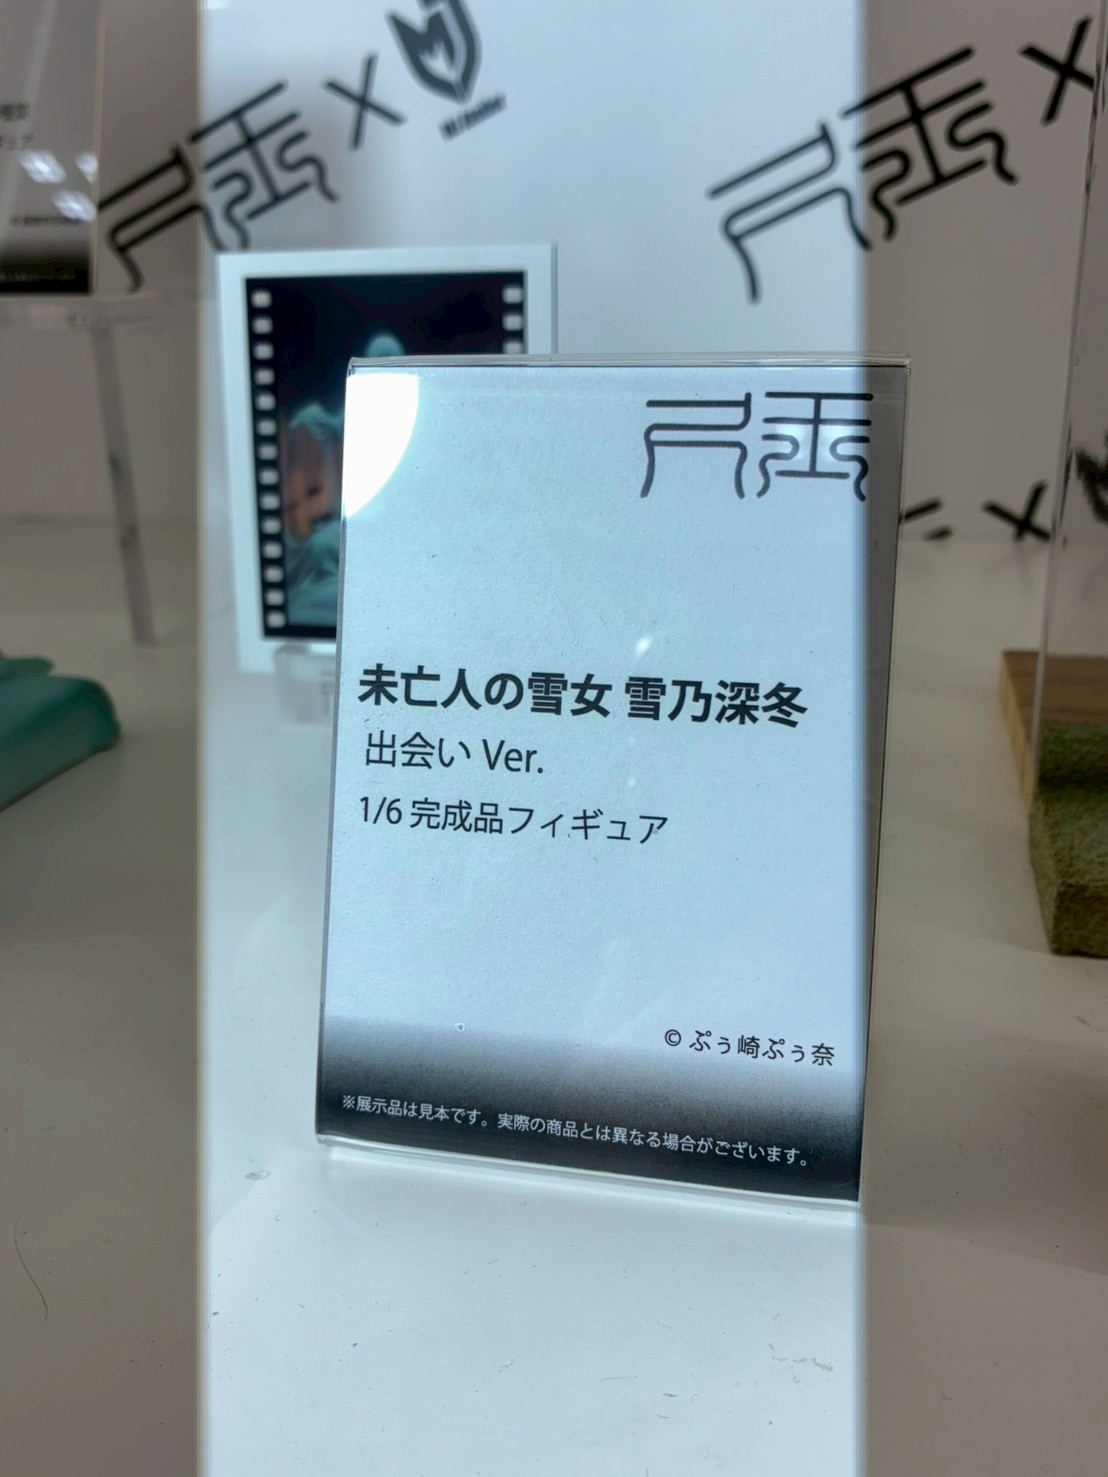 未亡人の雪女 雪乃深冬
出会い Ver.
1/6 完成品フィギュア
© ぷぅ崎ぷぅ奈
※展示品は見本です。実際の商品とは異なる場合がございます。